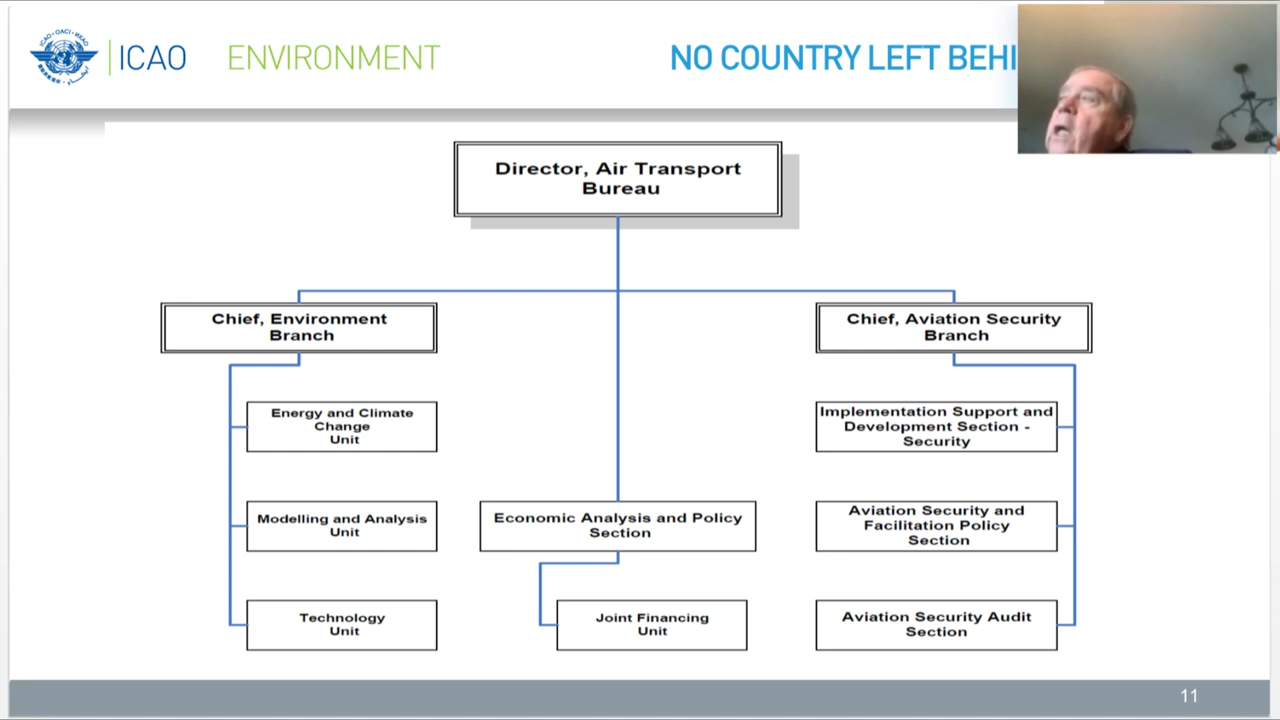 ICAO
ENVIRONMENT
NO COUNTRY LEFT BEHI
Director, Air Transport
Bureau
Chief, Environment
Branch
Chief, Aviation Security
Branch
Energy and Climate
Change
Unit
Implementation Support and
Development Section -
Security
Modelling and Analysis
Unit
Economic Analysis and Policy
Section
Aviation Security and
Facilitation Policy
Section
Technology
Unit
Joint Financing
Unit
Aviation Security Audit
Section
11